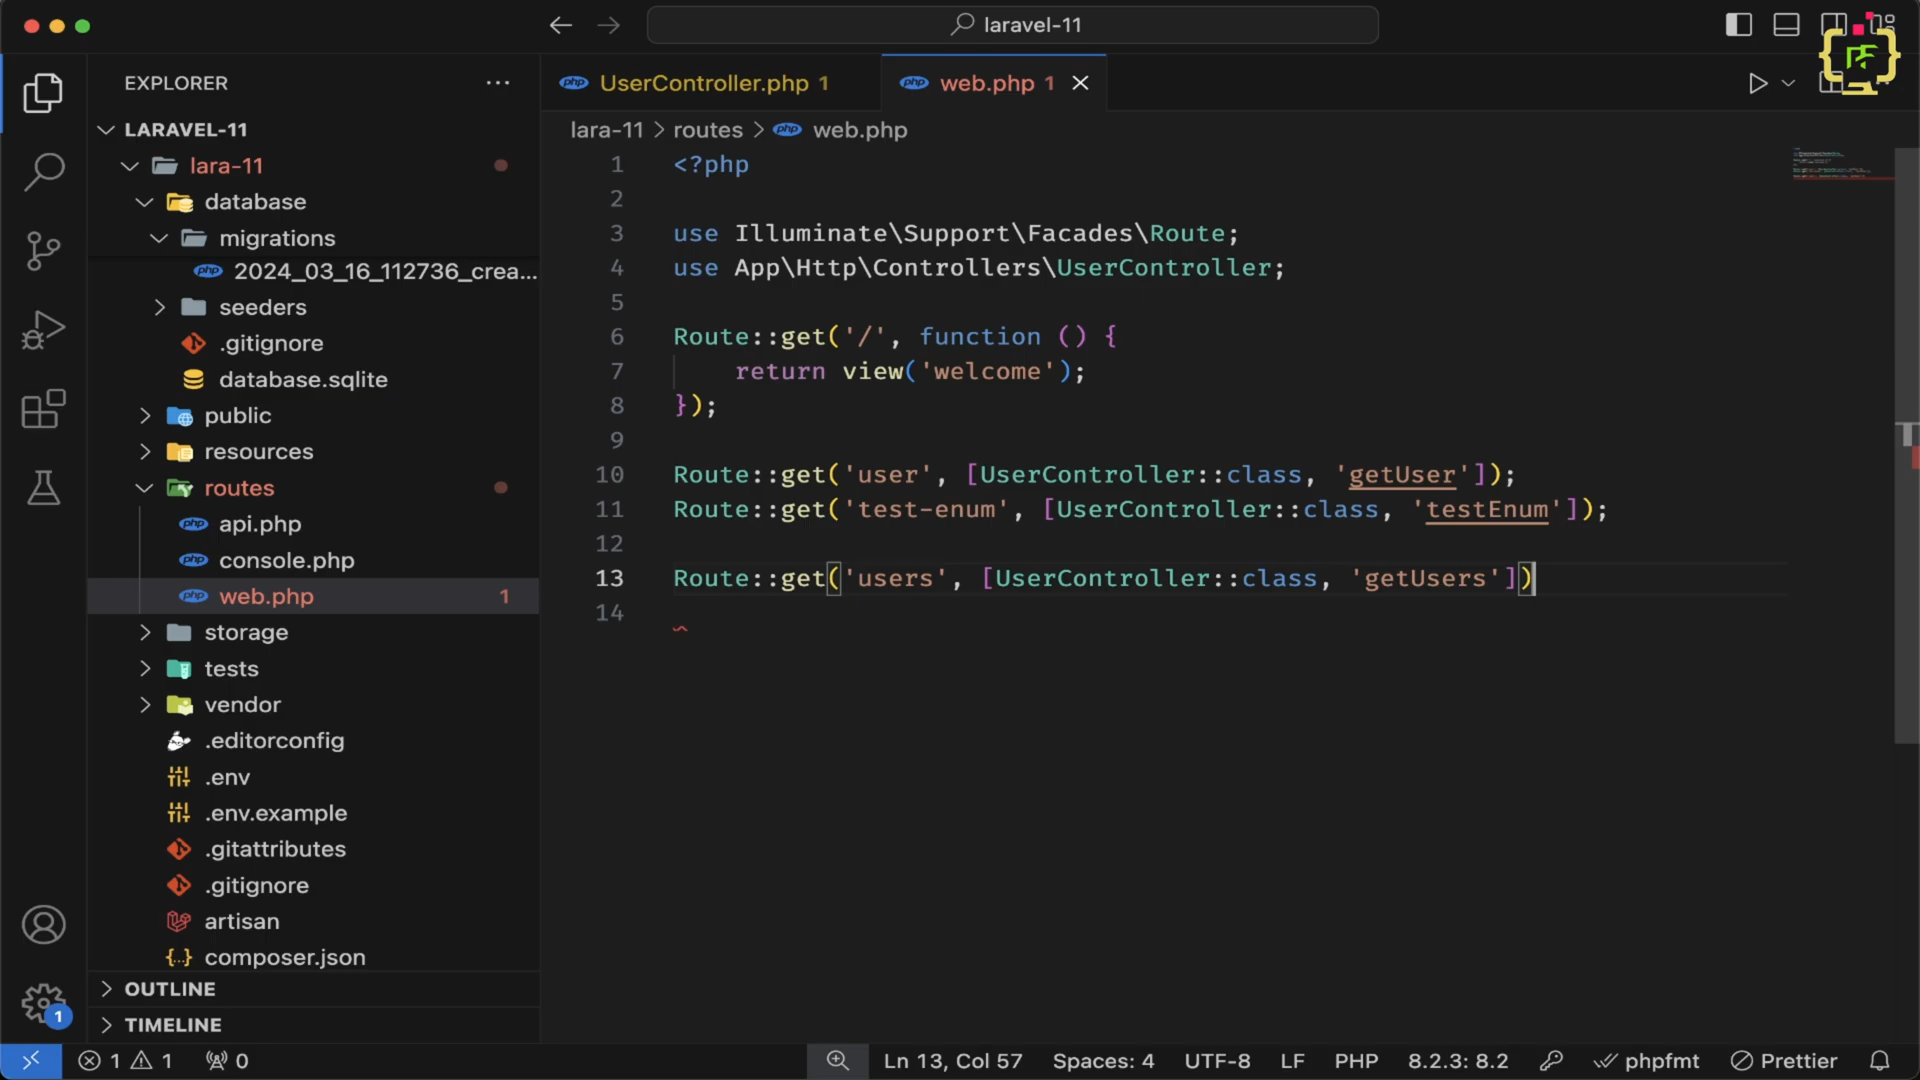 laravel-11
EXPLORER
LARAVEL-11
lara-11
database
migrations
2024_03_16_112736_crea...
seeders
.gitignore
database.sqlite
public
resources
routes
api.php
console.php
web.php 1
storage
tests
vendor
.editorconfig
.env
.env.example
.gitattributes
.gitignore
artisan
composer.json
OUTLINE
TIMELINE
1
UserController.php 1
web.php 1
lara-11 > routes > web.php
1 <?php
2
3 use Illuminate\Support\Facades\Route;
4 use App\Http\Controllers\UserController;
5
6 Route::get('/', function () {
7 return view('welcome');
8 });
9
10 Route::get('user', [UserController::class, 'getUser']);
11 Route::get('test-enum', [UserController::class, 'testEnum']);
12
13 Route::get('users', [UserController::class, 'getUsers'])
14
1 1 0 Ln 13, Col 57 Spaces: 4 UTF-8 LF PHP 8.2.3: 8.2 phpfmt Prettier